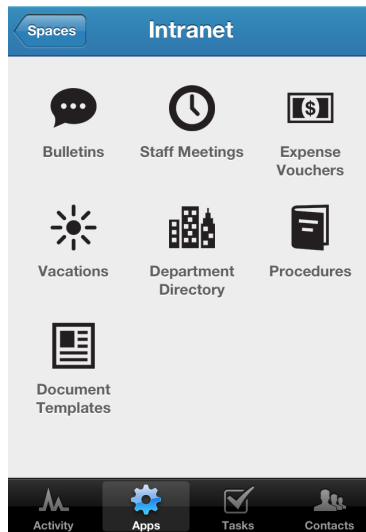 Spaces
Intranet
Bulletins
Staff Meetings
Expense
Vouchers
Vacations
Department
Directory
Procedures
Document
Templates
Activity
Apps
Tasks
Contacts